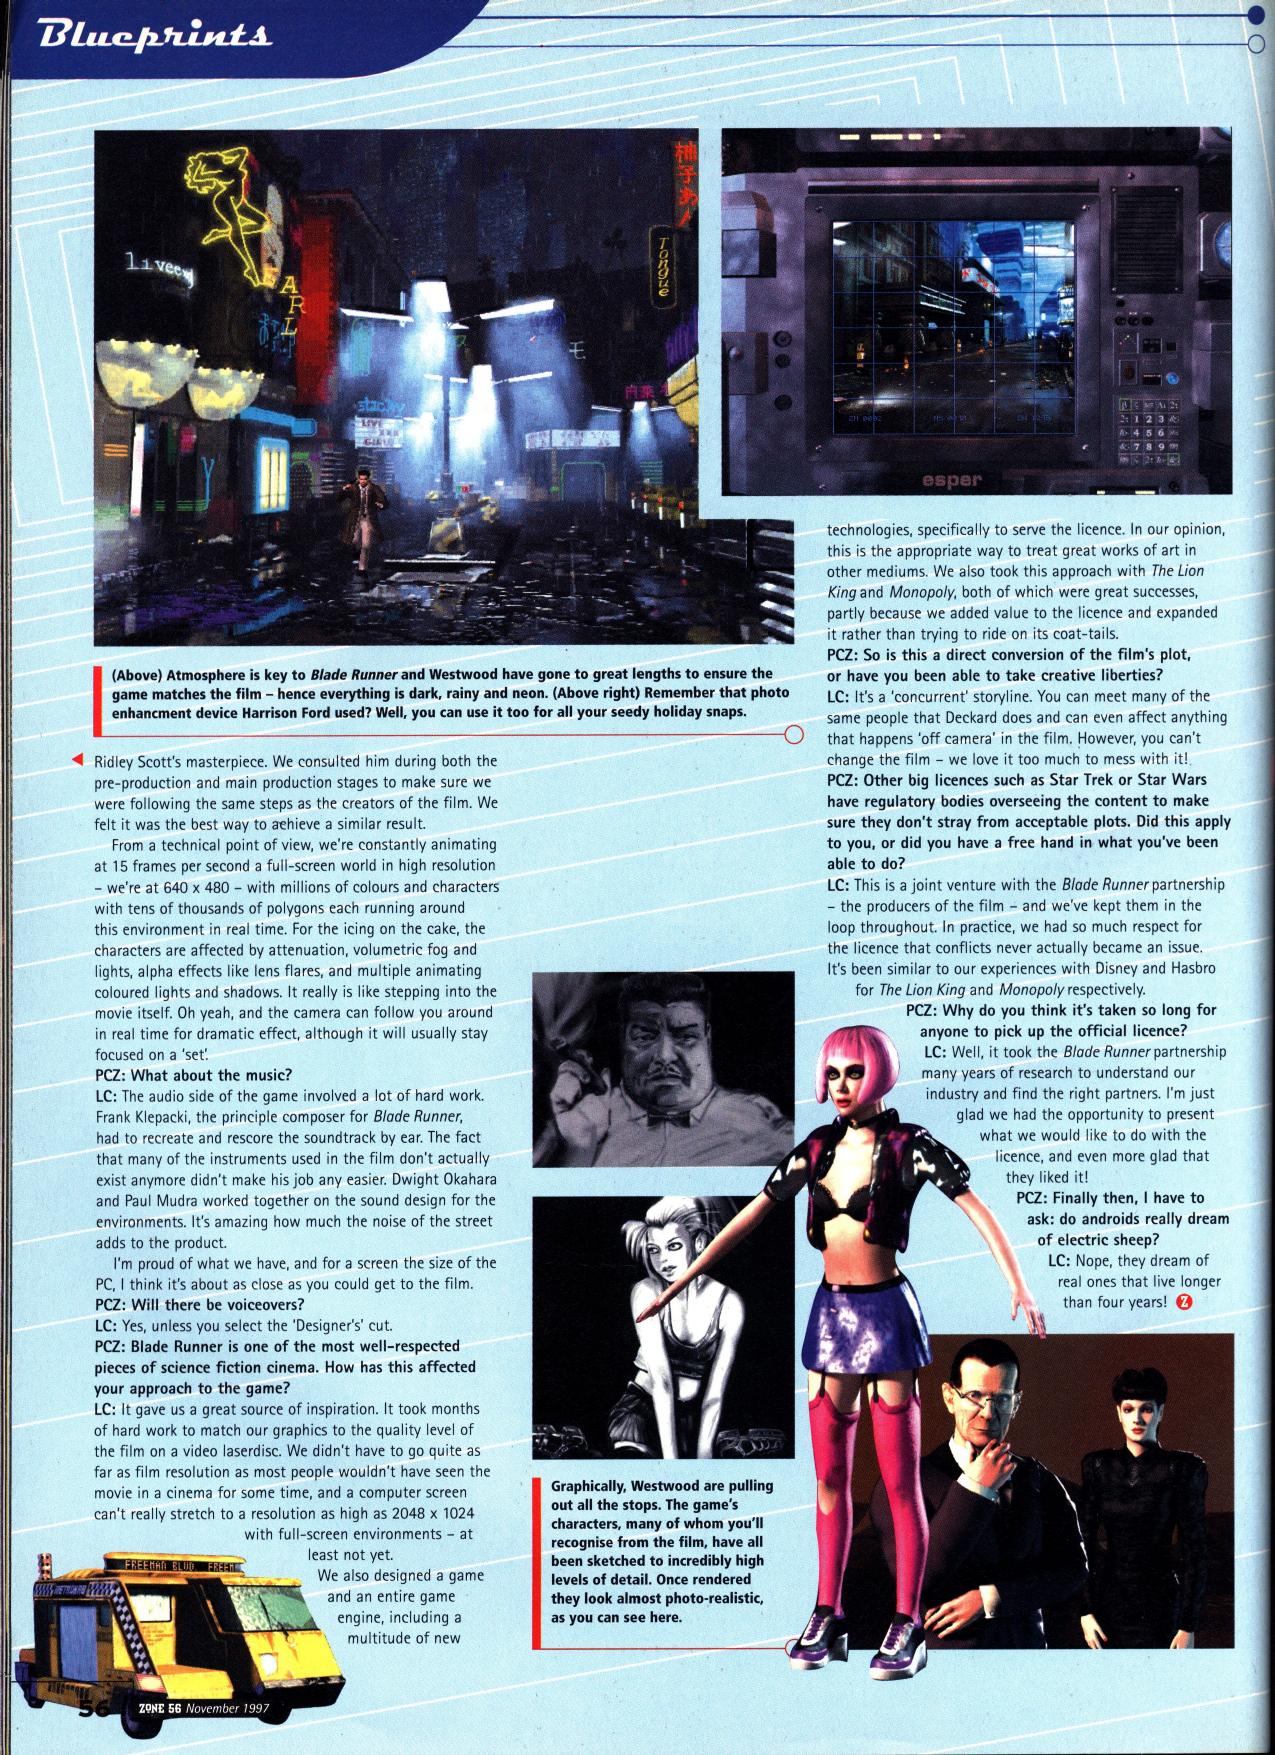 Blueprints
livee
EARL
柚
子
あ
Tongue
LIVE
XXX
GIRLS
esper
1 2 3
4 5 6
7 8 9
(Above) Atmosphere is key to Blade Runner and Westwood have gone to great lengths to ensure the
game matches the film – hence everything is dark, rainy and neon. (Above right) Remember that photo
enhancment device Harrison Ford used? Well, you can use it too for all your seedy holiday snaps.
Ridley Scott's masterpiece. We consulted him during both the
pre-production and main production stages to make sure we
were following the same steps as the creators of the film. We
felt it was the best way to achieve a similar result.
From a technical point of view, we're constantly animating
at 15 frames per second a full-screen world in high resolution
– we're at 640 x 480 – with millions of colours and characters
with tens of thousands of polygons each running around
this environment in real time. For the icing on the cake, the
characters are affected by attenuation, volumetric fog and
lights, alpha effects like lens flares, and multiple animating
coloured lights and shadows. It really is like stepping into the
movie itself. Oh yeah, and the camera can follow you around
in real time for dramatic effect, although it will usually stay
focused on a 'set'.
PCZ: What about the music?
LC: The audio side of the game involved a lot of hard work.
Frank Klepacki, the principle composer for Blade Runner,
had to recreate and rescore the soundtrack by ear. The fact
that many of the instruments used in the film don't actually
exist anymore didn't make his job any easier. Dwight Okahara
and Paul Mudra worked together on the sound design for the
environments. It's amazing how much the noise of the street
adds to the product.
I'm proud of what we have, and for a screen the size of the
PC, I think it's about as close as you could get to the film.
PCZ: Will there be voiceovers?
LC: Yes, unless you select the 'Designer's' cut.
PCZ: Blade Runner is one of the most well-respected
pieces of science fiction cinema. How has this affected
your approach to the game?
LC: It gave us a great source of inspiration. It took months
of hard work to match our graphics to the quality level of
the film on a video laserdisc. We didn't have to go quite as
far as film resolution as most people wouldn't have seen the
movie in a cinema for some time, and a computer screen
can't really stretch to a resolution as high as 2048 x 1024
with full-screen environments – at
least not yet.
We also designed a game
and an entire game
engine, including a
multitude of new
technologies, specifically to serve the licence. In our opinion,
this is the appropriate way to treat great works of art in
other mediums. We also took this approach with The Lion
King and Monopoly, both of which were great successes,
partly because we added value to the licence and expanded
it rather than trying to ride on its coat-tails.
PCZ: So is this a direct conversion of the film's plot,
or have you been able to take creative liberties?
LC: It's a 'concurrent' storyline. You can meet many of the
same people that Deckard does and can even affect anything
that happens 'off camera' in the film. However, you can't
change the film – we love it too much to mess with it!
PCZ: Other big licences such as Star Trek or Star Wars
have regulatory bodies overseeing the content to make
sure they don't stray from acceptable plots. Did this apply
to you, or did you have a free hand in what you've been
able to do?
LC: This is a joint venture with the Blade Runner partnership
– the producers of the film – and we've kept them in the
loop throughout. In practice, we had so much respect for
the licence that conflicts never actually became an issue.
It's been similar to our experiences with Disney and Hasbro
for The Lion King and Monopoly respectively.
PCZ: Why do you think it's taken so long for
anyone to pick up the official licence?
LC: Well, it took the Blade Runner partnership
many years of research to understand our
industry and find the right partners. I'm just
glad we had the opportunity to present
what we would like to do with the
licence, and even more glad that
they liked it!
PCZ: Finally then, I have to
ask: do androids really dream
of electric sheep?
LC: Nope, they dream of
real ones that live longer
than four years! Z
Graphically, Westwood are pulling
out all the stops. The game's
characters, many of whom you'll
recognise from the film, have all
been sketched to incredibly high
levels of detail. Once rendered
they look almost photo-realistic,
as you can see here.
FREEMAN BLVD FREEM
56 ZONE 56 November 1997